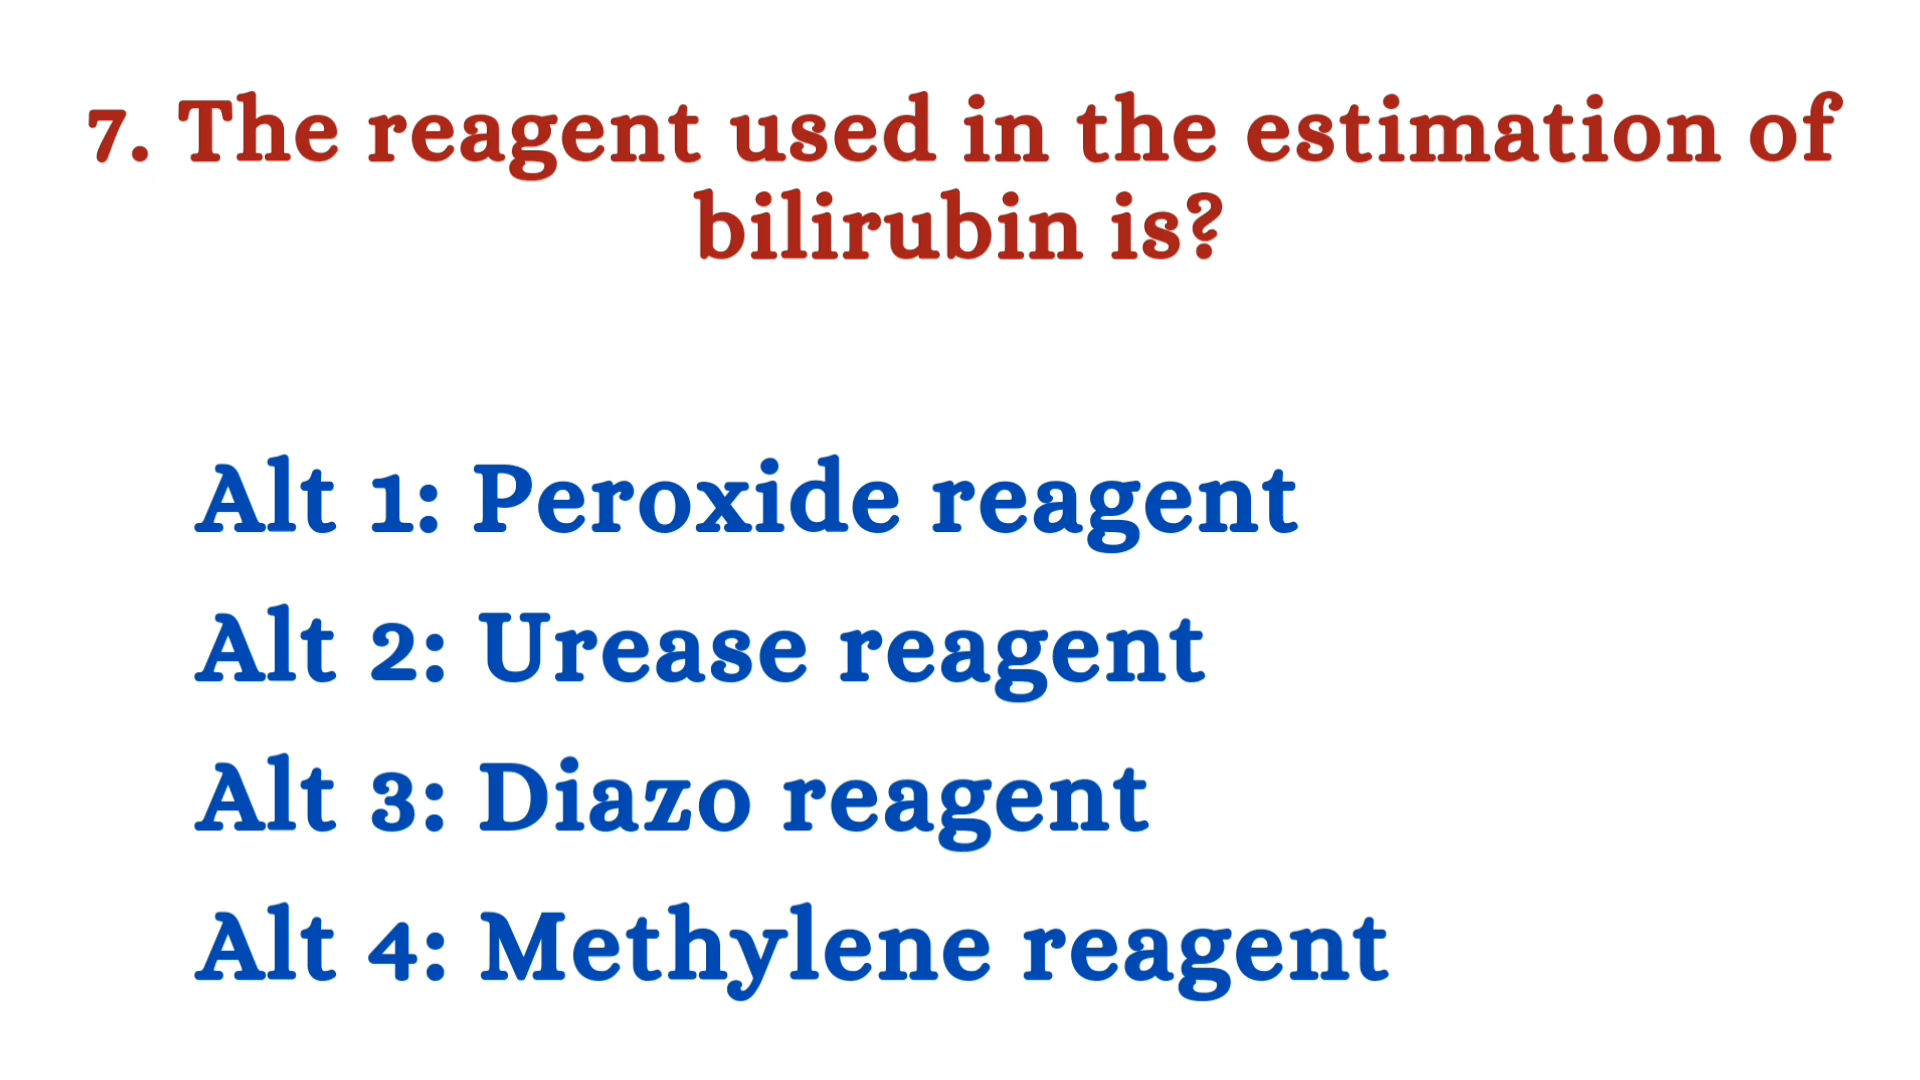 7. The reagent used in the estimation of
bilirubin is?
Alt 1: Peroxide reagent
Alt 2: Urease reagent
Alt 3: Diazo reagent
Alt 4: Methylene reagent